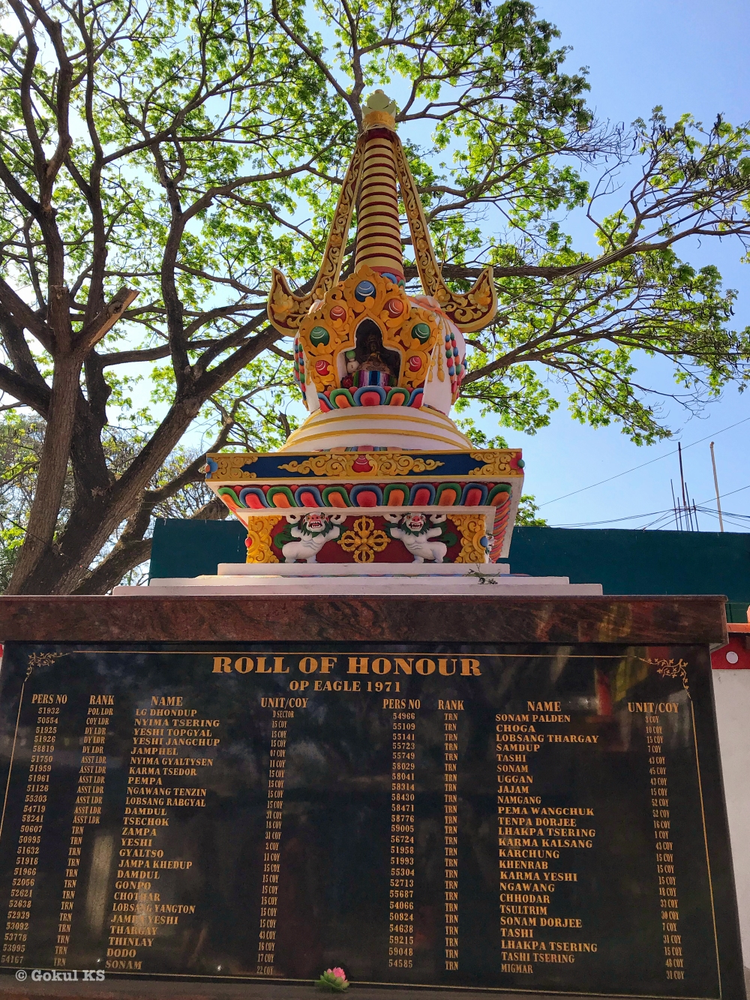 ROLL OF HONOUR
OP EAGLE 1971
PERS NO RANK NAME UNIT/COY
51932 POL LDR LG DHONDUP D SECTOR
50554 COY LDR NYIMA TSERING 15 COY
51925 DY LDR YESHI TOPGYAL 15 COY
51926 DY LDR YESHI JANGCHUP 15 COY
58819 DY LDR JAMPHEL 07 COY
51750 ASST LDR NYIMA GYALTYSEN 11 COY
51959 ASST LDR KARMA TSEDOR 15 COY
51961 ASST LDR PEMPA 15 COY
51126 ASST LDR NGAWANG TENZIN 15 COY
55303 ASST LDR LOBSANG RABGYAL 15 COY
54719 ASST LDR DAMDUL 31 COY
58241 ASST LDR TSECHOK 18 COY
50607 TRN ZAMPA 31 COY
50995 TRN YESHI 2 COY
51632 TRN GYALTSO 11 COY
51916 TRN JAMPA KHEDUP 15 COY
51966 TRN DAMDUL 15 COY
52056 TRN GONPO 15 COY
52621 TRN CHOTHAR 15 COY
52638 TRN LOBSANG YANGTON 15 COY
52939 TRN JAMPA YESHI 15 COY
53092 TRN THARGAY 43 COY
53778 TRN THINLAY 16 COY
53995 TRN DODO 17 COY
54167 TRN SONAM 22 COY
PERS NO RANK NAME UNIT/COY
54966 TRN SONAM PALDEN 3 COY
55109 TRN CHOGA 10 COY
55141 TRN LOBSANG THARGAY 15 COY
55723 TRN SAMDUP 7 COY
55749 TRN TASHI 43 COY
58029 TRN SONAM 45 COY
58041 TRN UGGAN 43 COY
58314 TRN JAJAM 15 COY
58430 TRN NAMGANG 52 COY
58471 TRN PEMA WANGCHUK 52 COY
58776 TRN TENPA DORJEE 16 COY
59005 TRN LHAKPA TSERING 1 COY
56724 TRN KARMA KALSANG 43 COY
51958 TRN KARCHUNG 15 COY
51993 TRN KHENRAB 15 COY
55304 TRN KARMA YESHI 15 COY
52713 TRN NGAWANG 18 COY
55687 TRN CHHODAR 33 COY
54066 TRN TSULTRIM 30 COY
50824 TRN SONAM DORJEE 7 COY
54638 TRN TASHI 31 COY
59215 TRN LHAKPA TSERING 15 COY
59048 TRN TASHI TSERING 48 COY
54585 TRN MIGMAR 31 COY
© Gokul KS